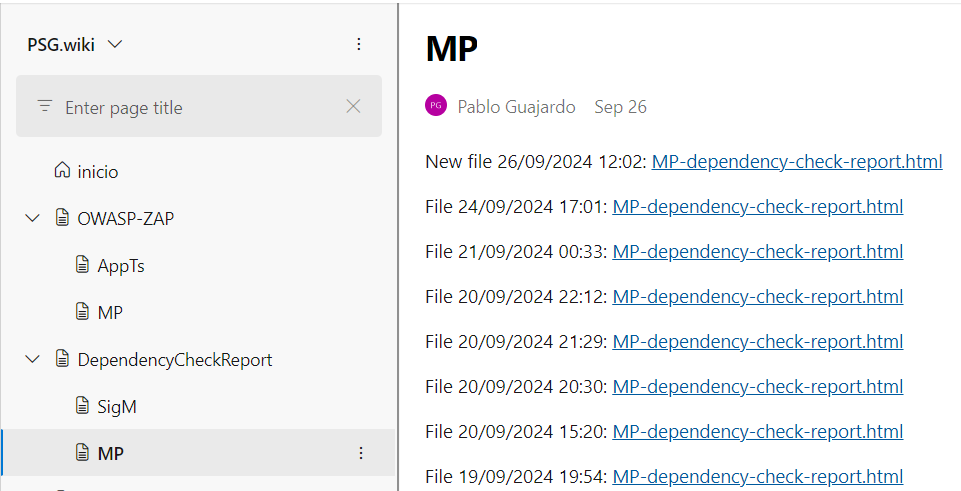 PSG.wiki
Enter page title
inicio
OWASP-ZAP
AppTs
MP
DependencyCheckReport
SigM
MP
MP
PG Pablo Guajardo Sep 26
New file 26/09/2024 12:02: MP-dependency-check-report.html
File 24/09/2024 17:01: MP-dependency-check-report.html
File 21/09/2024 00:33: MP-dependency-check-report.html
File 20/09/2024 22:12: MP-dependency-check-report.html
File 20/09/2024 21:29: MP-dependency-check-report.html
File 20/09/2024 20:30: MP-dependency-check-report.html
File 20/09/2024 15:20: MP-dependency-check-report.html
File 19/09/2024 19:54: MP-dependency-check-report.html